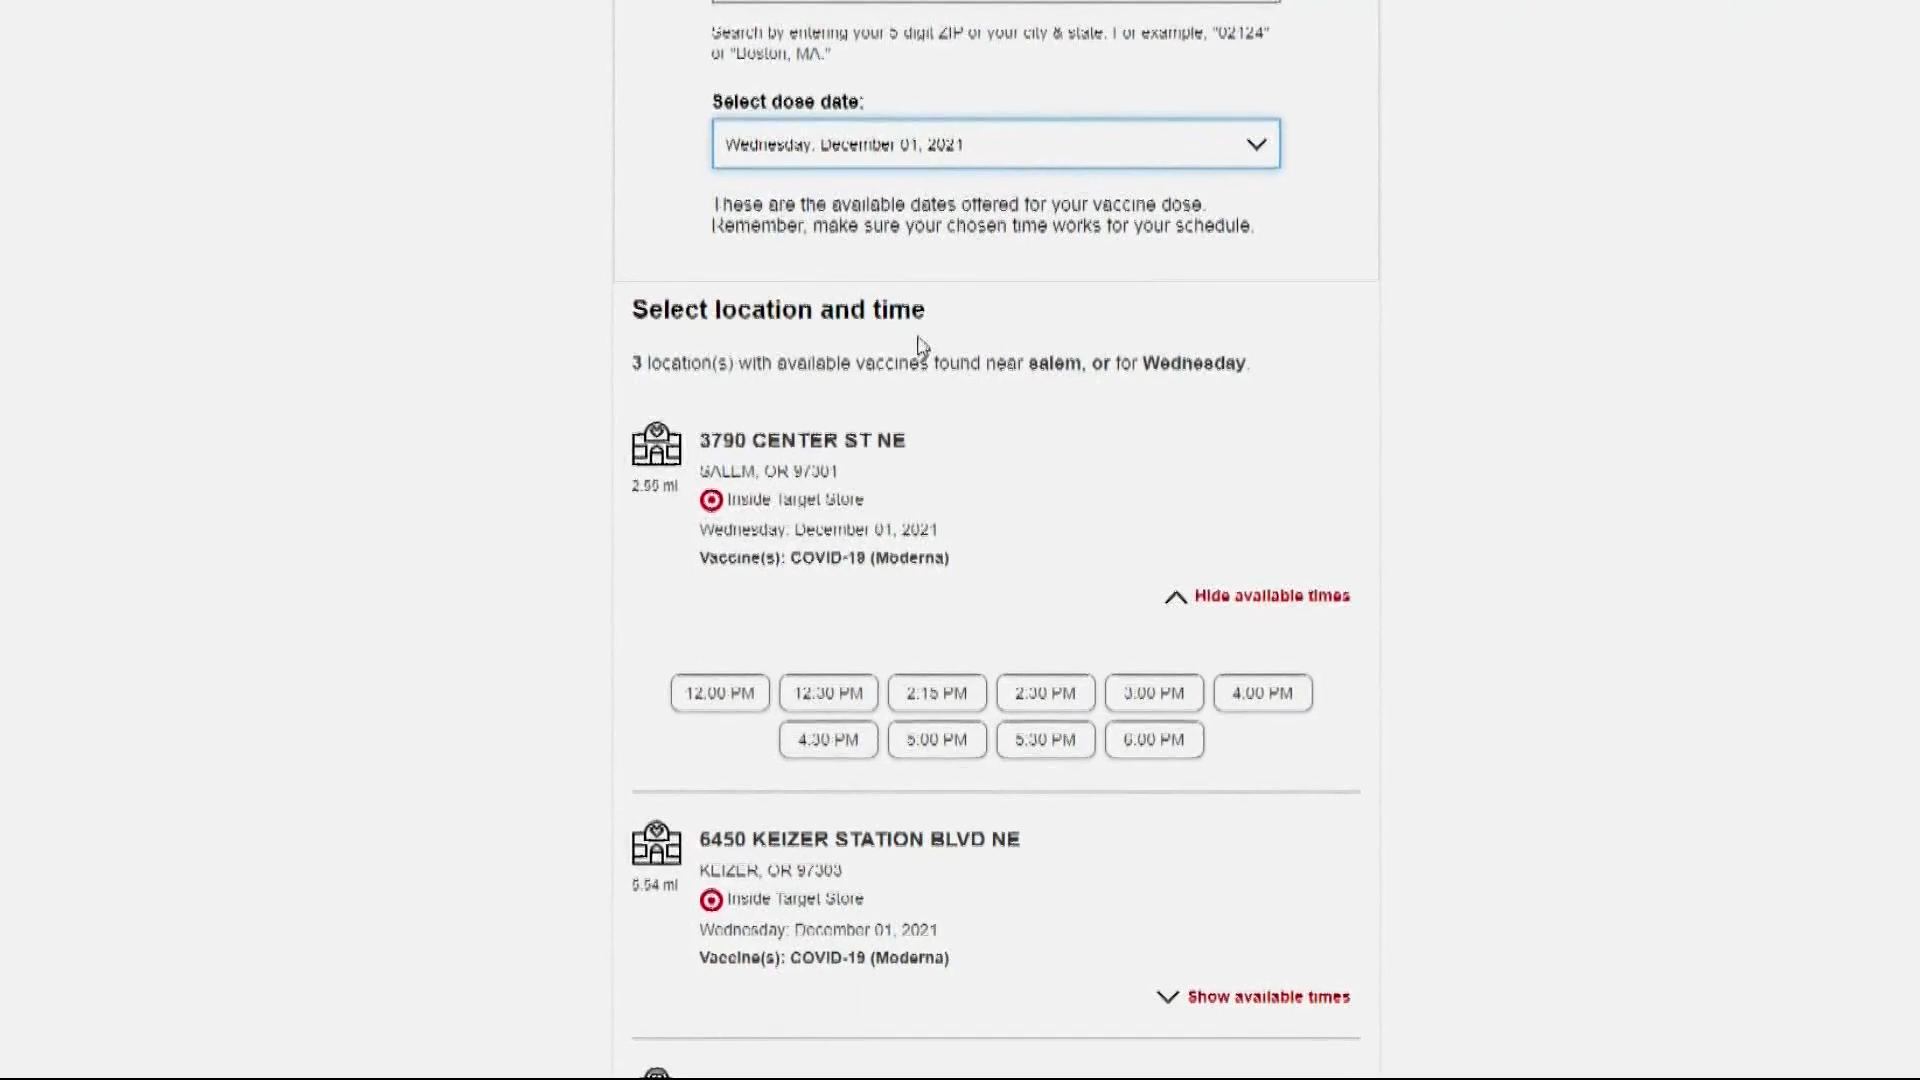 Search by entering your 5 digit ZIP or your city & state. For example, "02124"
or "Boston, MA."
Select dose date:
Wednesday, December 01, 2021
These are the available dates offered for your vaccine dose.
Remember, make sure your chosen time works for your schedule.
Select location and time
3 location(s) with available vaccines found near salem, or for Wednesday.
3790 CENTER ST NE
SALEM, OR 97301
2.55 mi
Inside Target Store
Wednesday, December 01, 2021
Vaccine(s): COVID-19 (Moderna)
Hide available times
12:00 PM 12:30 PM 2:15 PM 2:30 PM 3:00 PM 4:00 PM
4:30 PM 5:00 PM 5:30 PM 6:00 PM
6450 KEIZER STATION BLVD NE
KEIZER, OR 97303
5.54 mi
Inside Target Store
Wednesday, December 01, 2021
Vaccine(s): COVID-19 (Moderna)
Show available times